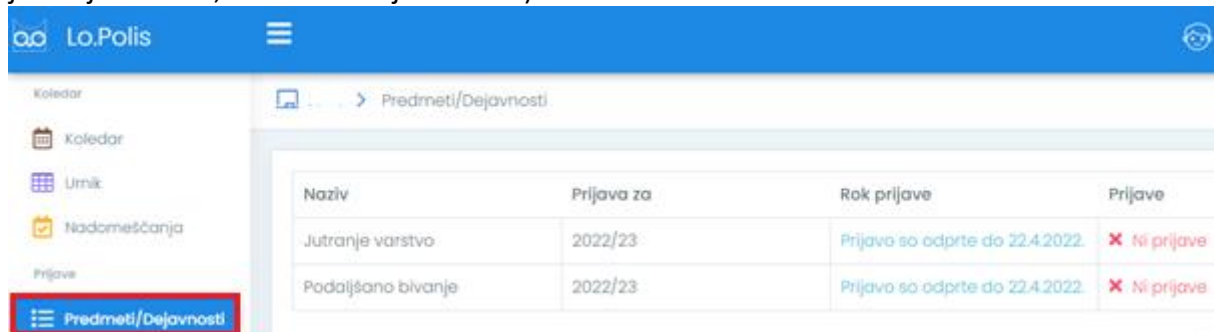 Lo.Polis
Koledar
Predmeti/Dejavnosti
Koledar
Urnik
Nadomeščanja
Prijave
Predmeti/Dejavnosti
Naziv Prijava za Rok prijave Prijave
Jutranje varstvo 2022/23 Prijavo so odprte do 22.4.2022. Ni prijave
Podaljšano bivanje 2022/23 Prijavo so odprte do 22.4.2022. Ni prijave